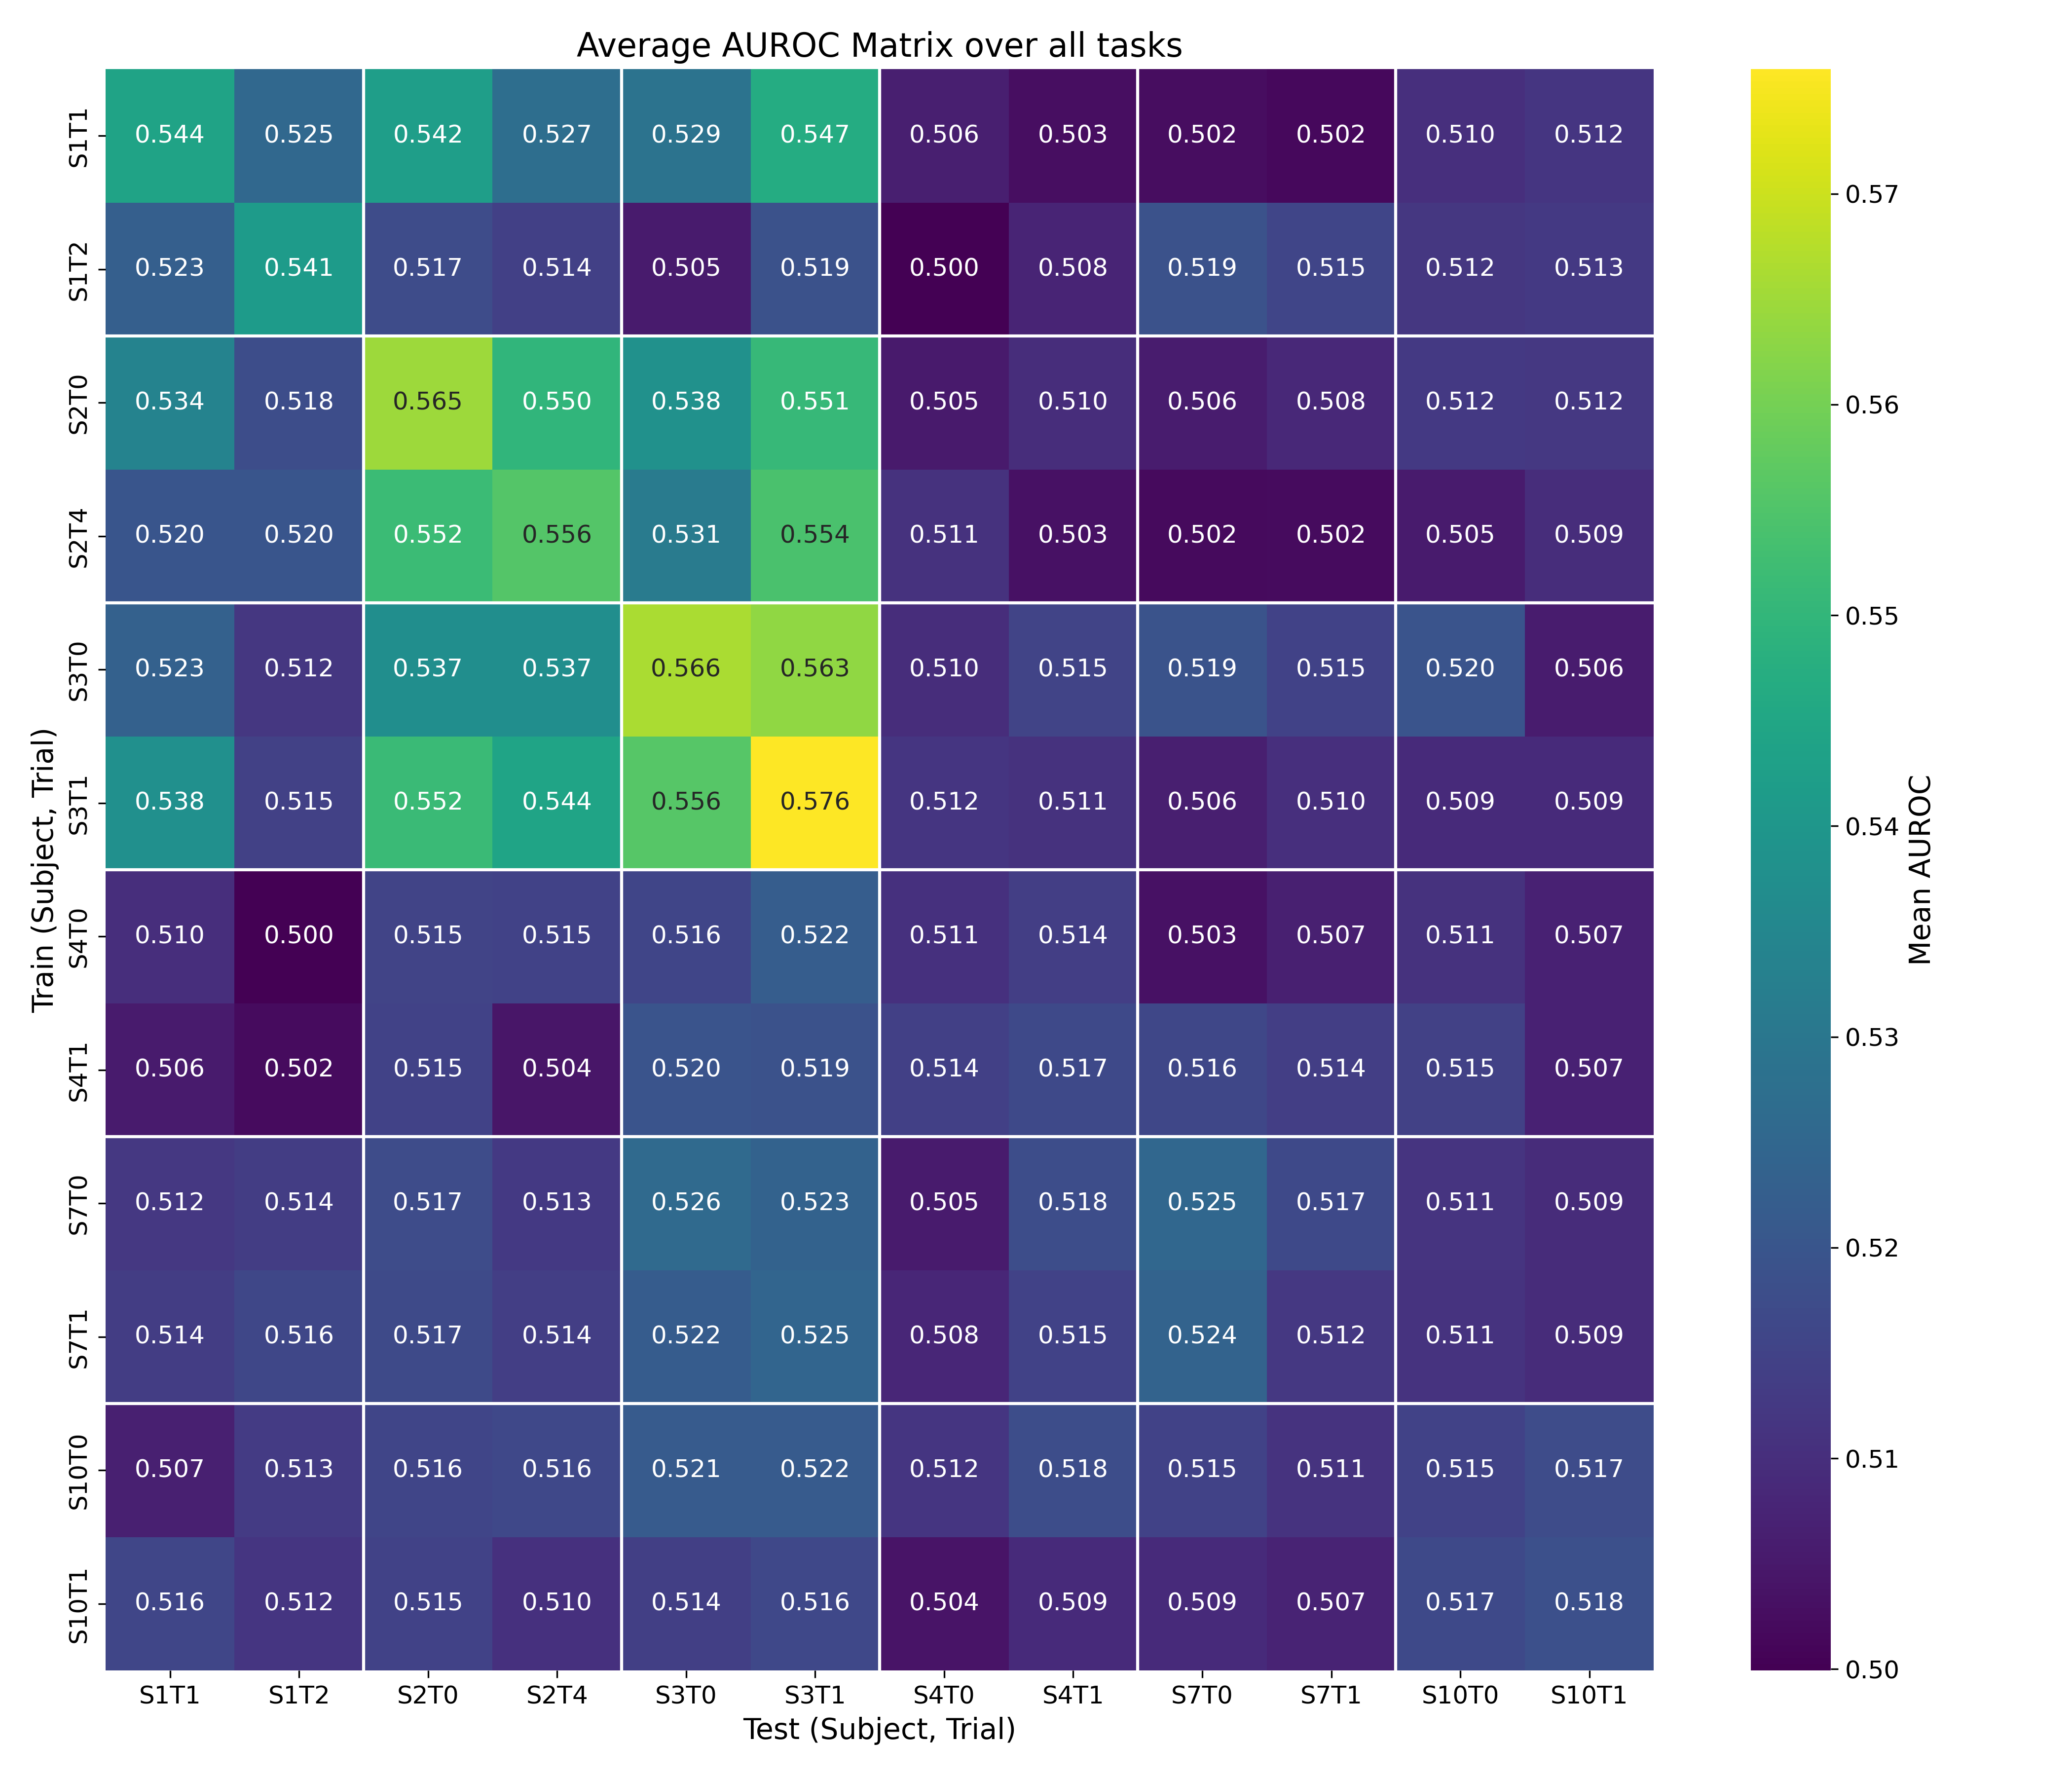 Average AUROC Matrix over all tasks
S1T1 0.544 0.525 0.542 0.527 0.529 0.547 0.506 0.503 0.502 0.502 0.510 0.512
S1T2 0.523 0.541 0.517 0.514 0.505 0.519 0.500 0.508 0.519 0.515 0.512 0.513
S2T0 0.534 0.518 0.565 0.550 0.538 0.551 0.505 0.510 0.506 0.508 0.512 0.512
S2T4 0.520 0.520 0.552 0.556 0.531 0.554 0.511 0.503 0.502 0.502 0.505 0.509
S3T0 0.523 0.512 0.537 0.537 0.566 0.563 0.510 0.515 0.519 0.515 0.520 0.506
S3T1 0.538 0.515 0.552 0.544 0.556 0.576 0.512 0.511 0.506 0.510 0.509 0.509
S4T0 0.510 0.500 0.515 0.515 0.516 0.522 0.511 0.514 0.503 0.507 0.511 0.507
S4T1 0.506 0.502 0.515 0.504 0.520 0.519 0.514 0.517 0.516 0.514 0.515 0.507
S7T0 0.512 0.514 0.517 0.513 0.526 0.523 0.505 0.518 0.525 0.517 0.511 0.509
S7T1 0.514 0.516 0.517 0.514 0.522 0.525 0.508 0.515 0.524 0.512 0.511 0.509
S10T0 0.507 0.513 0.516 0.516 0.521 0.522 0.512 0.518 0.515 0.511 0.515 0.517
S10T1 0.516 0.512 0.515 0.510 0.514 0.516 0.504 0.509 0.509 0.507 0.517 0.518
S1T1 S1T2 S2T0 S2T4 S3T0 S3T1 S4T0 S4T1 S7T0 S7T1 S10T0 S10T1
Test (Subject, Trial)
Train (Subject, Trial)
0.57
0.56
0.55
0.54
0.53
0.52
0.51
0.50
Mean AUROC